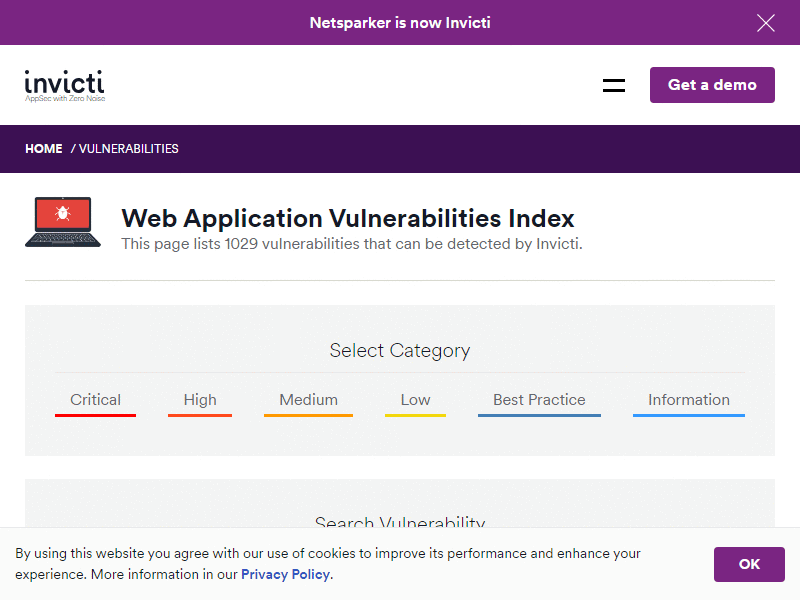 Netsparker is now Invicti
invicti
AppSec with Zero Noise
Get a demo
HOME / VULNERABILITIES
Web Application Vulnerabilities Index
This page lists 1029 vulnerabilities that can be detected by Invicti.
Select Category
Critical High Medium Low Best Practice Information
Search Vulnerability
By using this website you agree with our use of cookies to improve its performance and enhance your
experience. More information in our Privacy Policy.
OK